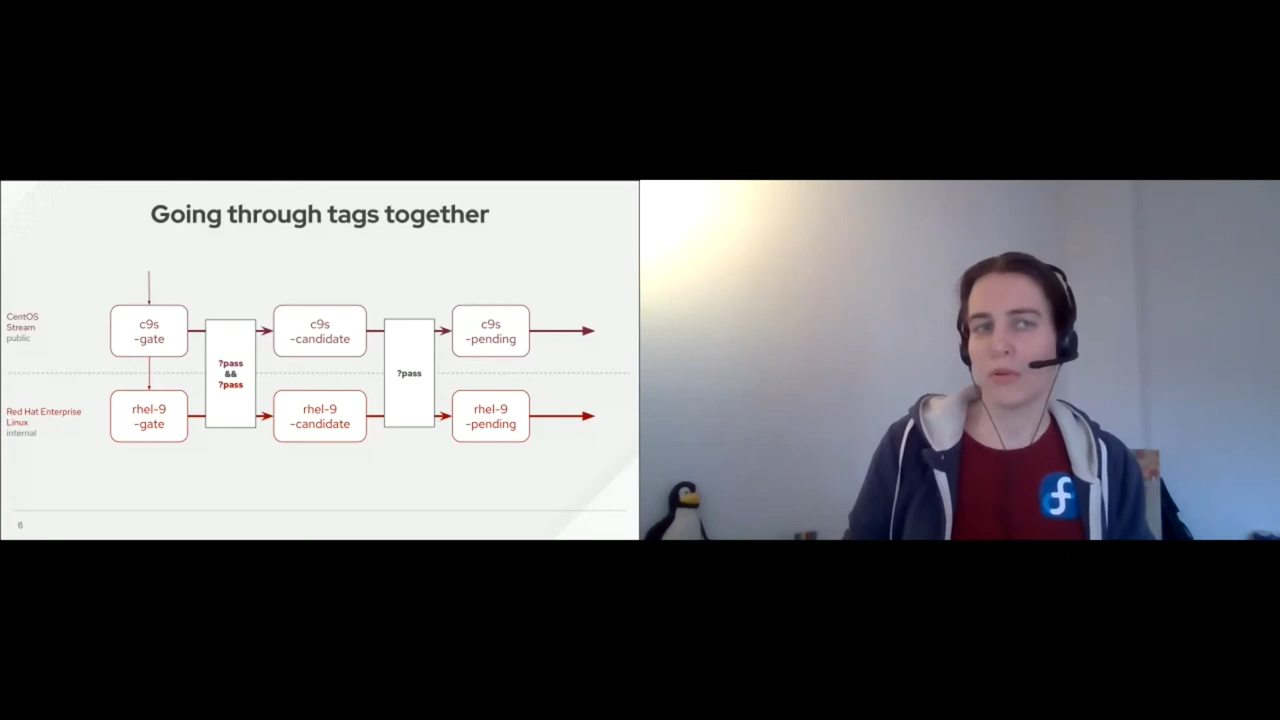 Going through tags together
CentOS
Stream
public
c9s
-gate
c9s
-candidate
c9s
-pending
?pass
&&
?pass
?pass
Red Hat Enterprise
Linux
internal
rhel-9
-gate
rhel-9
-candidate
rhel-9
-pending
6